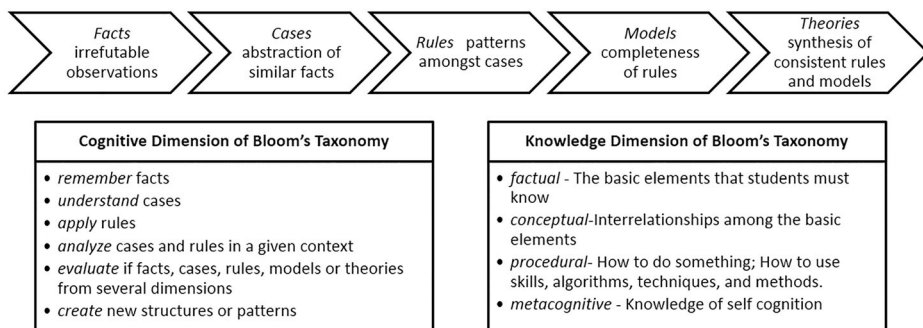 Facts
irrefutable
observations
Cases
abstraction of
similar facts
Rules patterns
amongst cases
Models
completeness
of rules
Theories
synthesis of
consistent rules
and models
Cognitive Dimension of Bloom's Taxonomy
• remember facts
• understand cases
• apply rules
• analyze cases and rules in a given context
• evaluate if facts, cases, rules, models or theories
from several dimensions
• create new structures or patterns
Knowledge Dimension of Bloom's Taxonomy
• factual - The basic elements that students must
know
• conceptual-Interrelationships among the basic
elements
• procedural- How to do something; How to use
skills, algorithms, techniques, and methods.
• metacognitive - Knowledge of self cognition